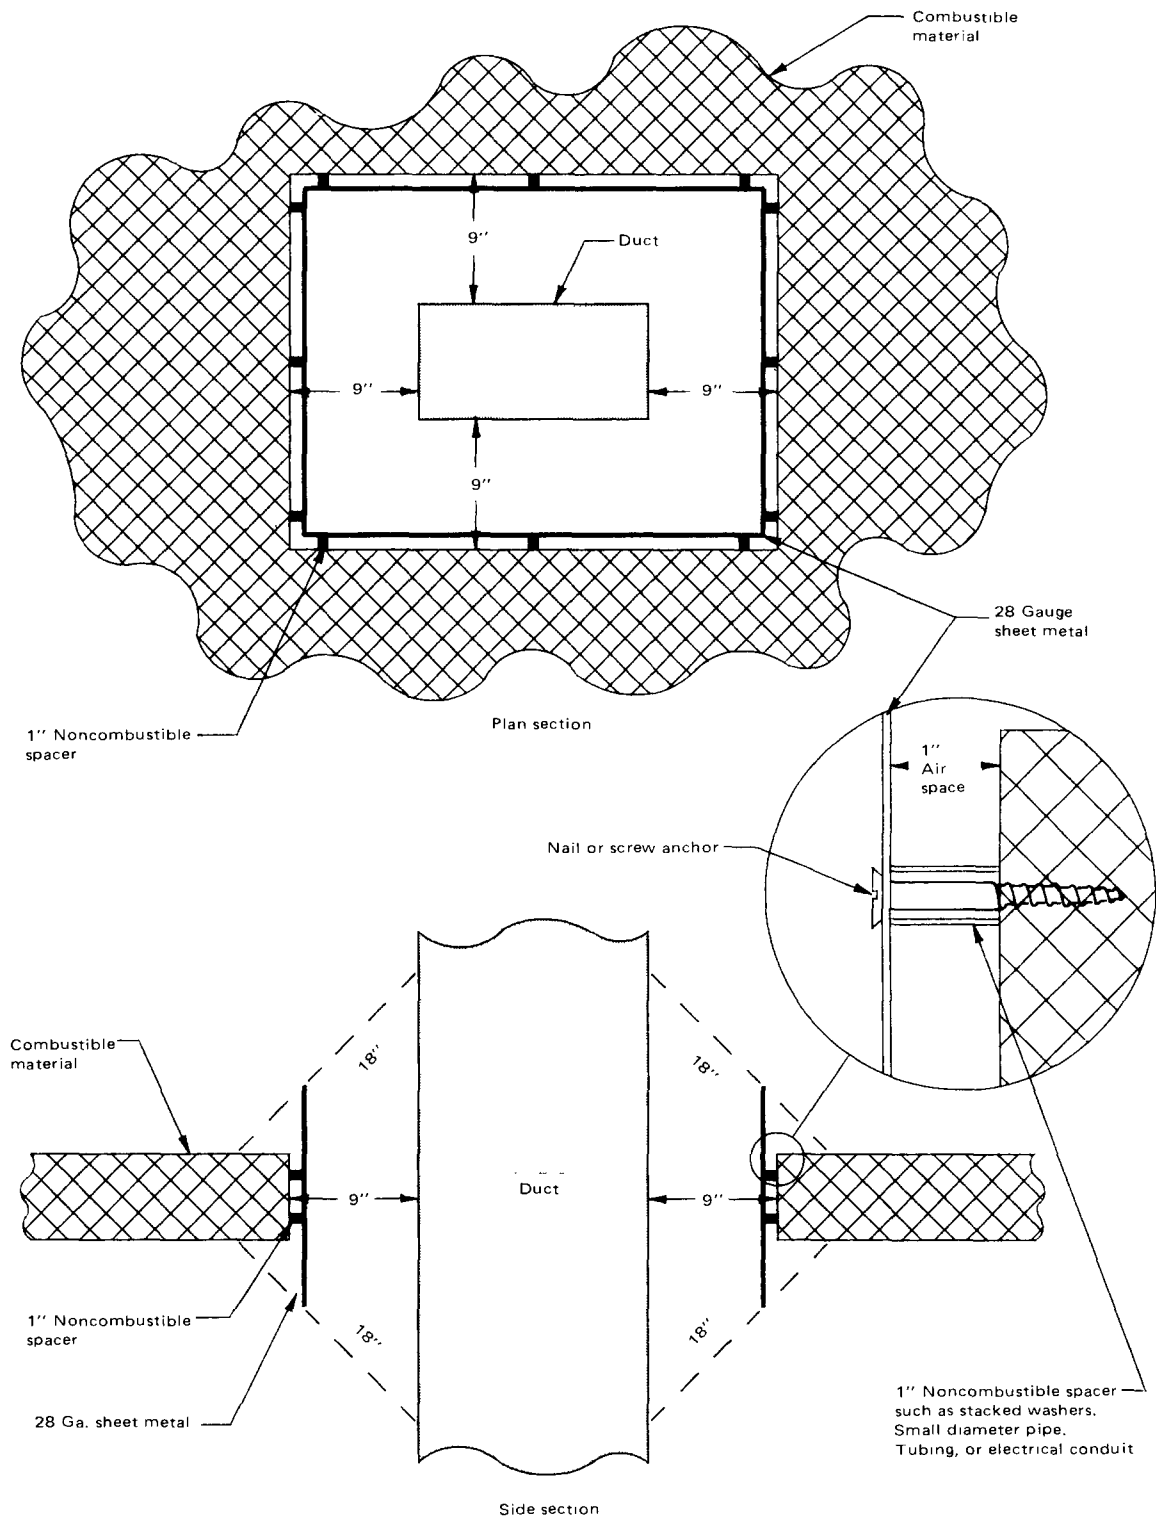 Combustible
material
9''
Duct
9''
9''
9''
28 Gauge
sheet metal
Plan section
1'' Noncombustible
spacer
1''
Air
space
Nail or screw anchor
Combustible
material
18''
18''
9''
Duct
9''
1'' Noncombustible
spacer
18''
18''
28 Ga. sheet metal
1'' Noncombustible spacer
such as stacked washers.
Small diameter pipe.
Tubing, or electrical conduit
Side section